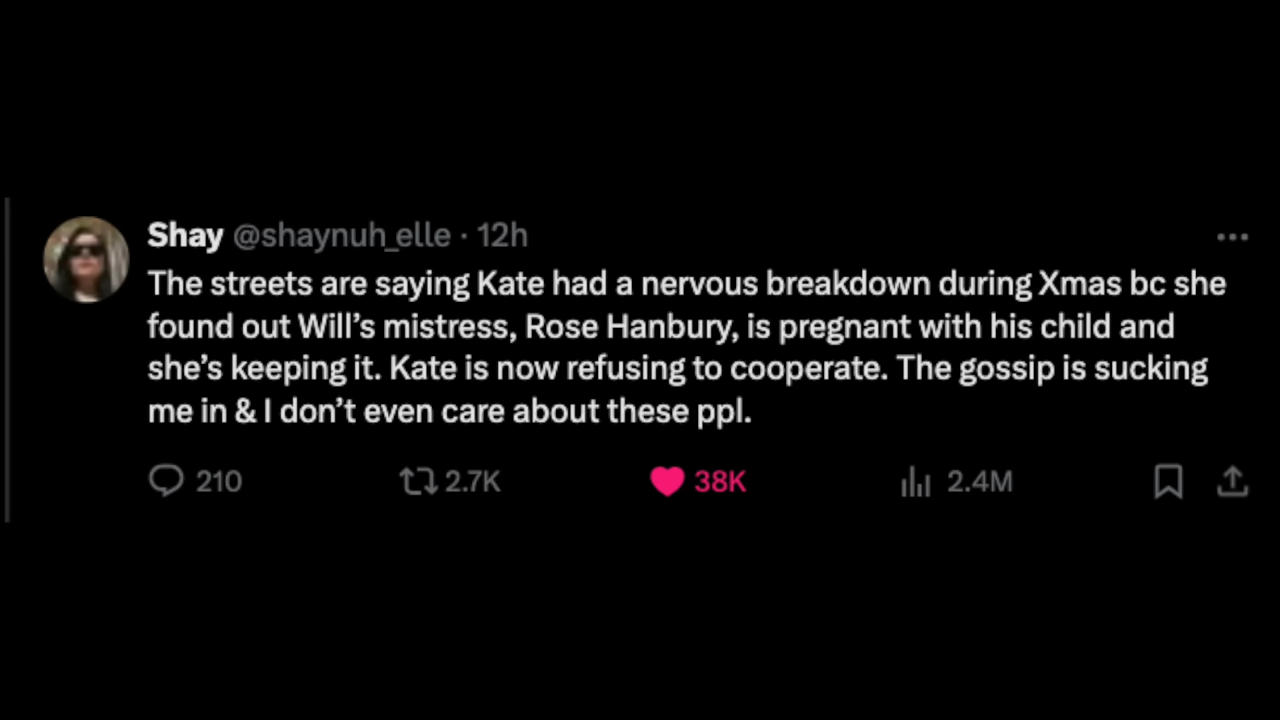 Shay @shaynuh_elle · 12h
The streets are saying Kate had a nervous breakdown during Xmas bc she
found out Will’s mistress, Rose Hanbury, is pregnant with his child and
she’s keeping it. Kate is now refusing to cooperate. The gossip is sucking
me in & I don’t even care about these ppl.
210 2.7K 38K 2.4M